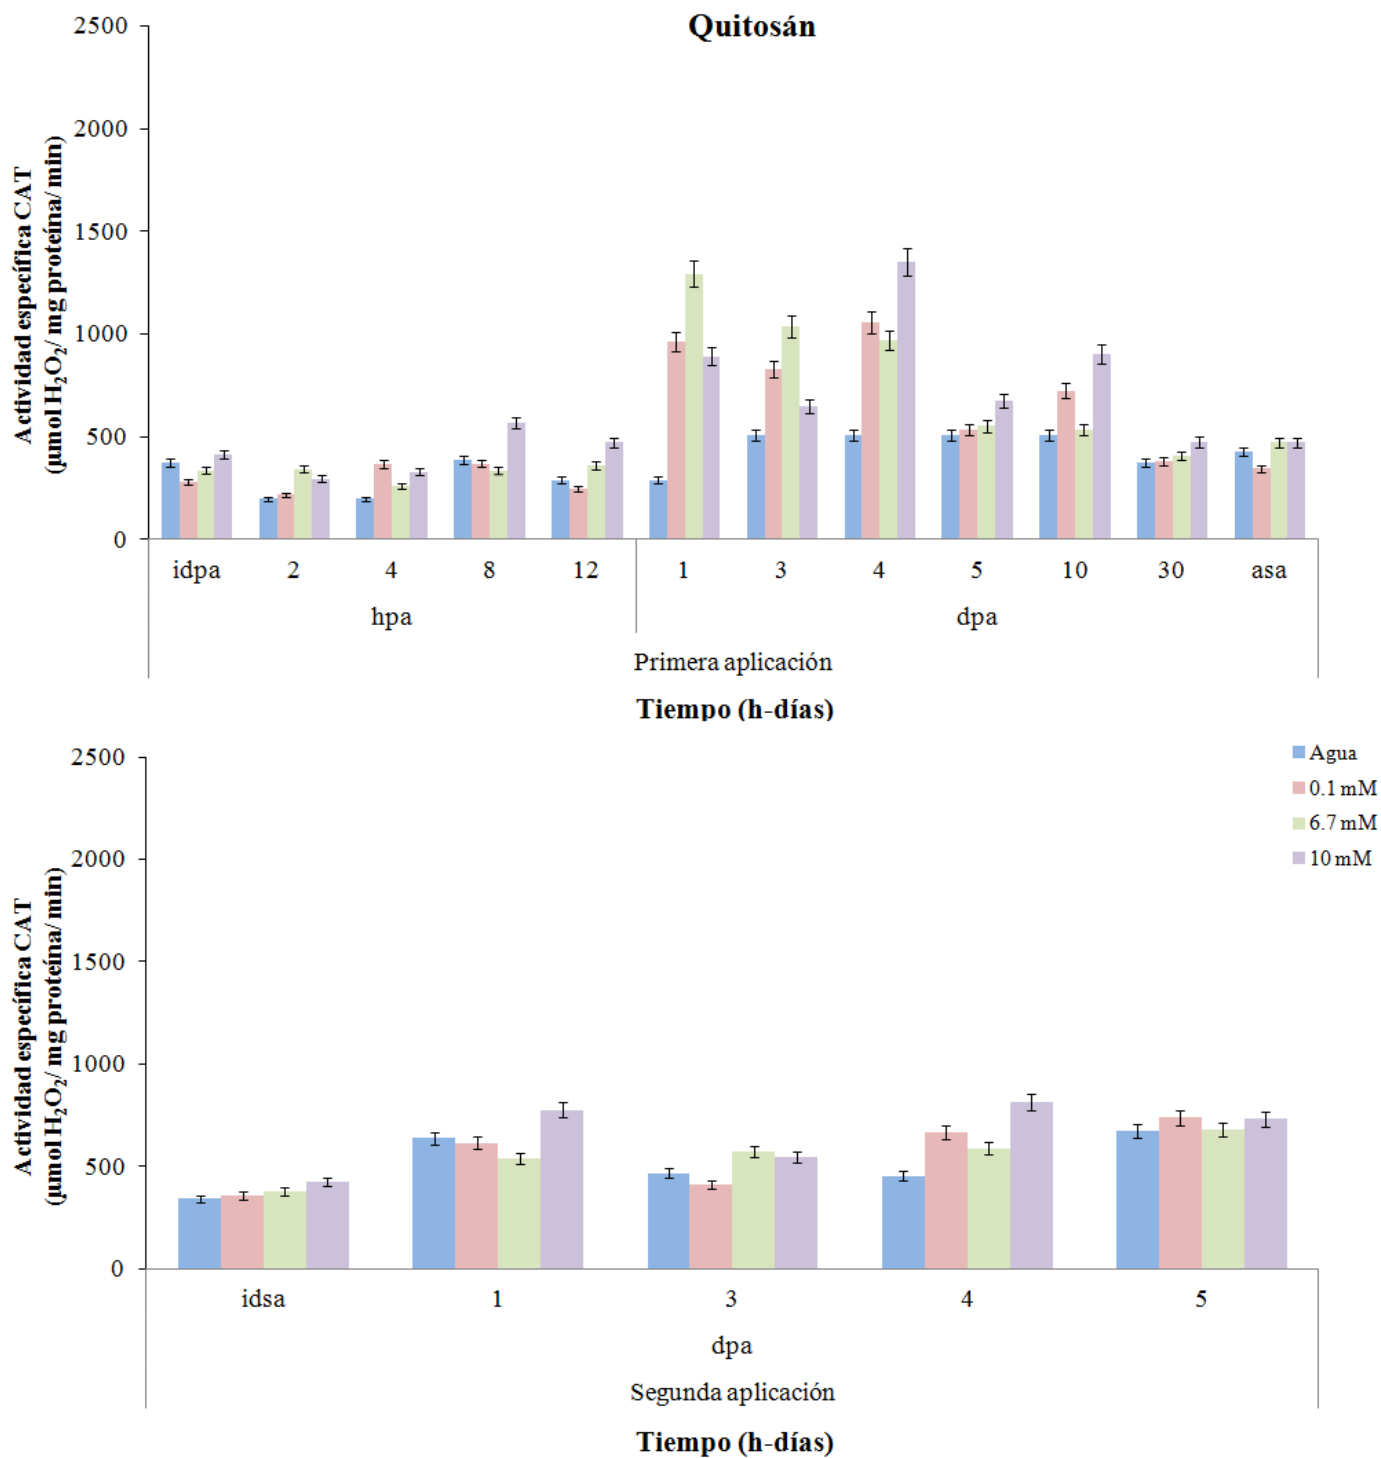 Quitosán
Actividad específica CAT
(µmol H₂O₂/ mg proteína/ min)
2500
2000
1500
1000
500
0
idpa 2 4 8 12 1 3 4 5 10 30 asa
hpa dpa
Primera aplicación
Tiempo (h-días)
Actividad específica CAT
(µmol H₂O₂/ mg proteína/ min)
2500
2000
1500
1000
500
0
Agua
0.1 mM
6.7 mM
10 mM
idsa 1 3 4 5
dpa
Segunda aplicación
Tiempo (h-días)